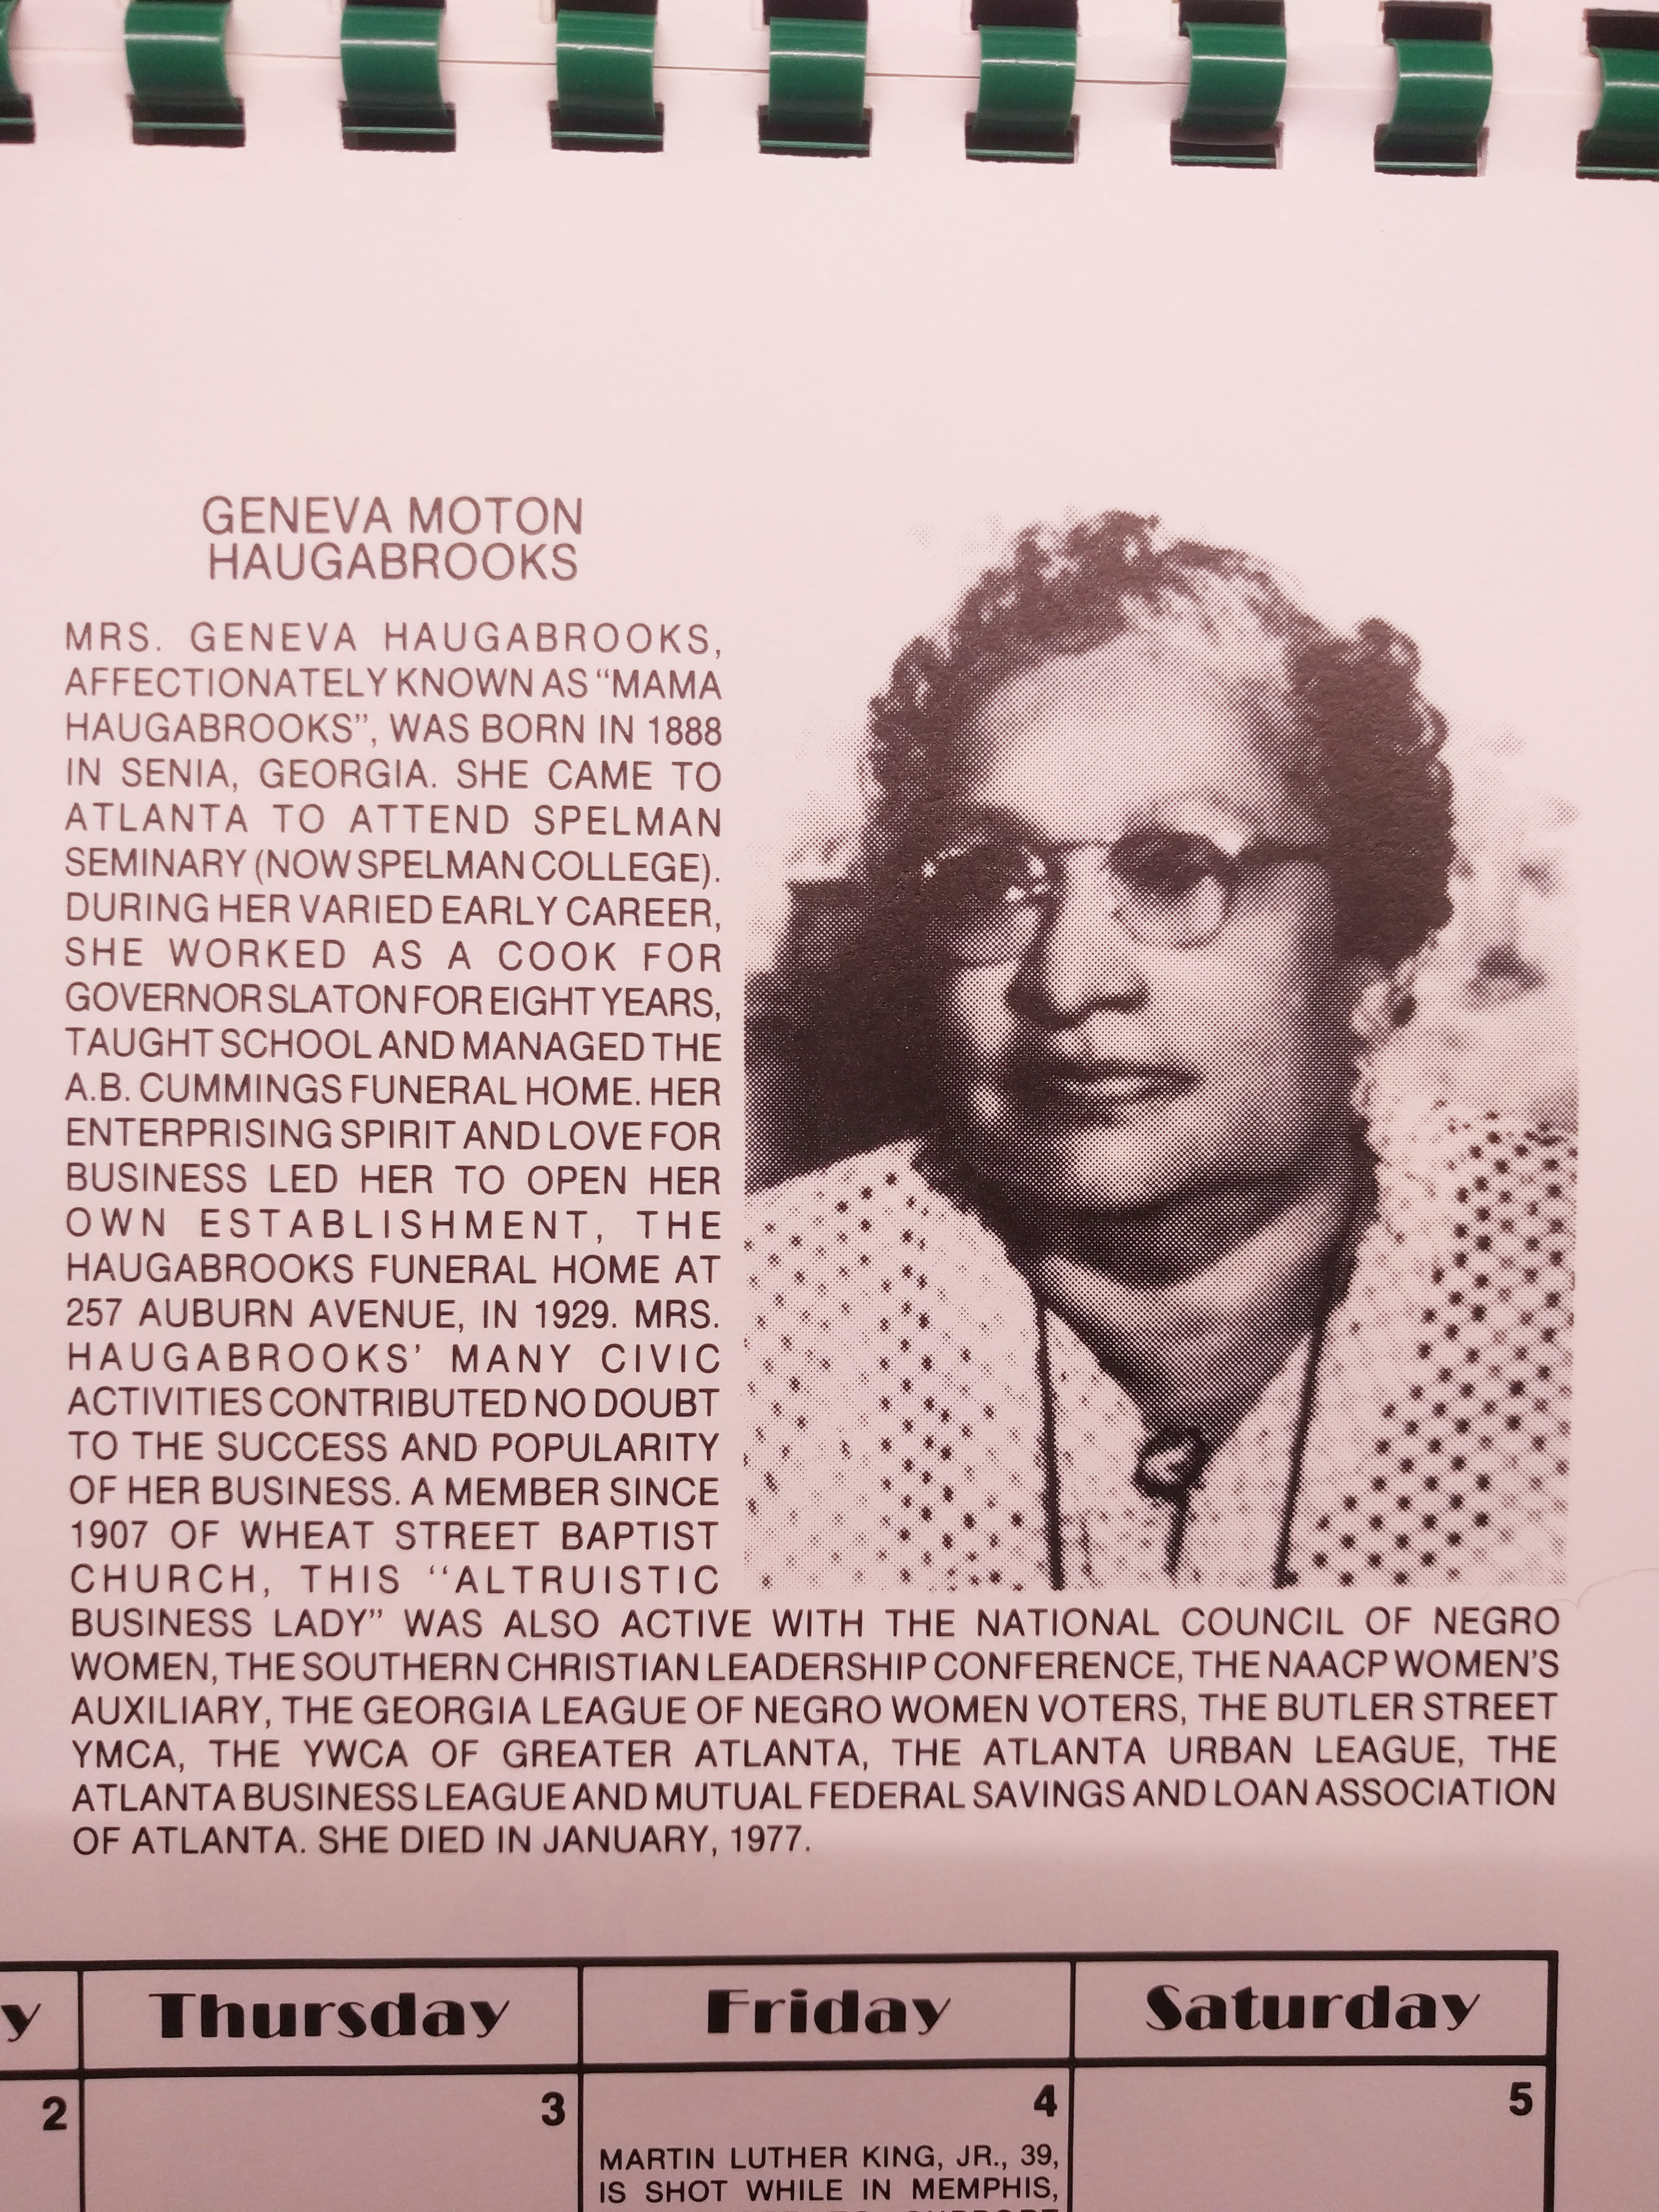 GENEVA MOTON
HAUGABROOKS
MRS. GENEVA HAUGABROOKS,
AFFECTIONATELY KNOWN AS "MAMA
HAUGABROOKS", WAS BORN IN 1888
IN SENIA, GEORGIA. SHE CAME TO
ATLANTA TO ATTEND SPELMAN
SEMINARY (NOW SPELMAN COLLEGE).
DURING HER VARIED EARLY CAREER,
SHE WORKED AS A COOK FOR
GOVERNOR SLATON FOR EIGHT YEARS,
TAUGHT SCHOOL AND MANAGED THE
A.B. CUMMINGS FUNERAL HOME. HER
ENTERPRISING SPIRIT AND LOVE FOR
BUSINESS LED HER TO OPEN HER
OWN ESTABLISHMENT, THE
HAUGABROOKS FUNERAL HOME AT
257 AUBURN AVENUE, IN 1929. MRS.
HAUGABROOKS' MANY CIVIC
ACTIVITIES CONTRIBUTED NO DOUBT
TO THE SUCCESS AND POPULARITY
OF HER BUSINESS. A MEMBER SINCE
1907 OF WHEAT STREET BAPTIST
CHURCH, THIS "ALTRUISTIC
BUSINESS LADY" WAS ALSO ACTIVE WITH THE NATIONAL COUNCIL OF NEGRO
WOMEN, THE SOUTHERN CHRISTIAN LEADERSHIP CONFERENCE, THE NAACP WOMEN'S
AUXILIARY, THE GEORGIA LEAGUE OF NEGRO WOMEN VOTERS, THE BUTLER STREET
YMCA, THE YWCA OF GREATER ATLANTA, THE ATLANTA URBAN LEAGUE, THE
ATLANTA BUSINESS LEAGUE AND MUTUAL FEDERAL SAVINGS AND LOAN ASSOCIATION
OF ATLANTA. SHE DIED IN JANUARY, 1977.
y Thursday Friday Saturday
2 3 4 5
MARTIN LUTHER KING, JR., 39,
IS SHOT WHILE IN MEMPHIS,